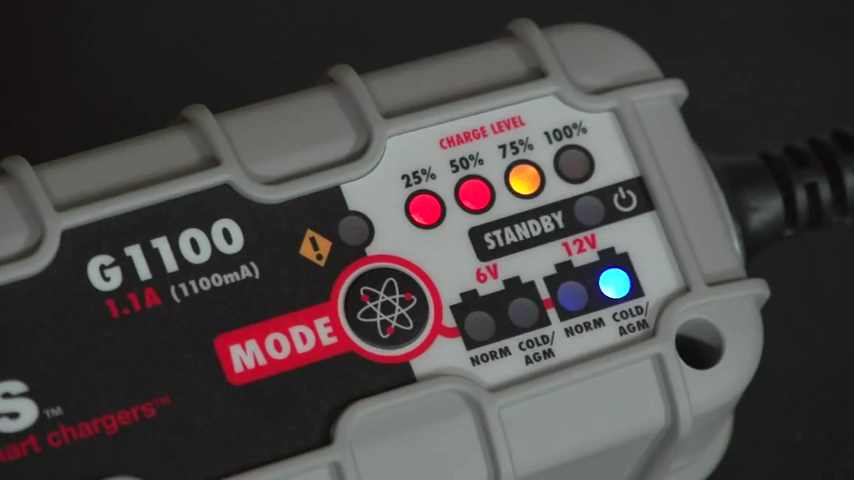 CHARGE LEVEL
25% 50% 75% 100%
STANDBY
G1100
1.1A (1100mA)
MODE
6V 12V
NORM COLD/AGM NORM COLD/AGM
S™
art chargers™